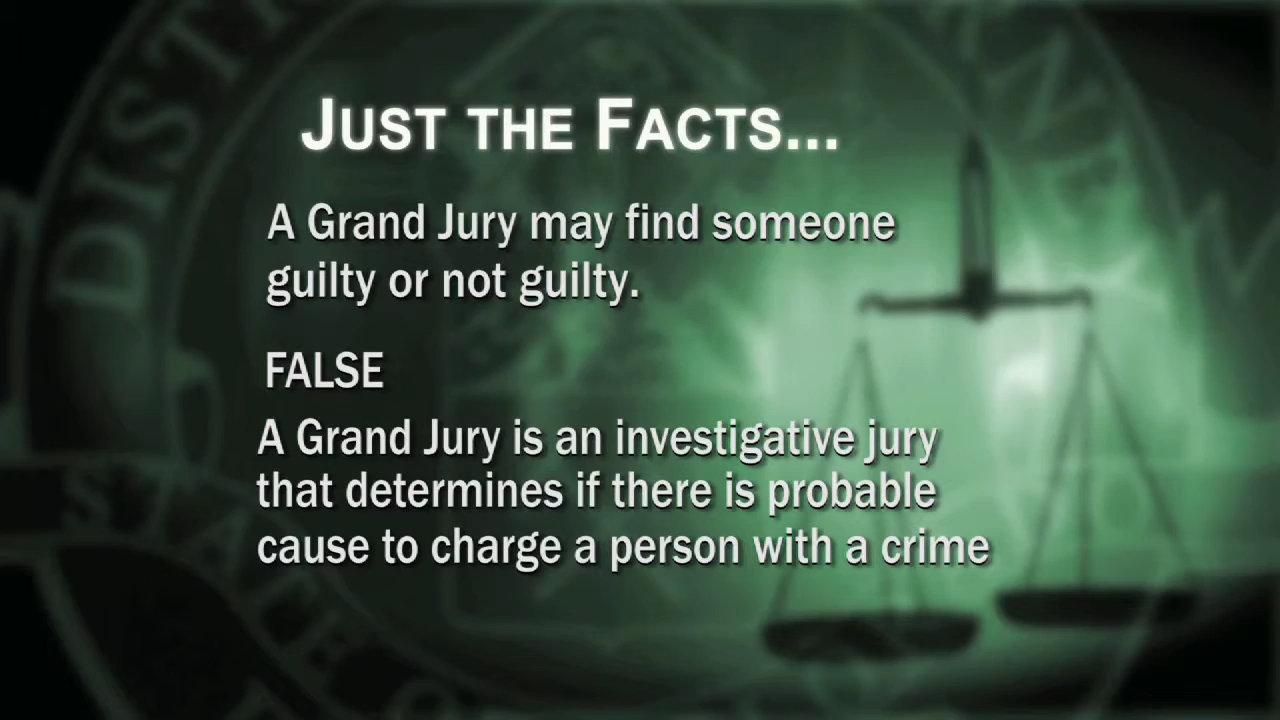 JUST THE FACTS...
A Grand Jury may find someone
guilty or not guilty.
FALSE
A Grand Jury is an investigative jury
that determines if there is probable
cause to charge a person with a crime